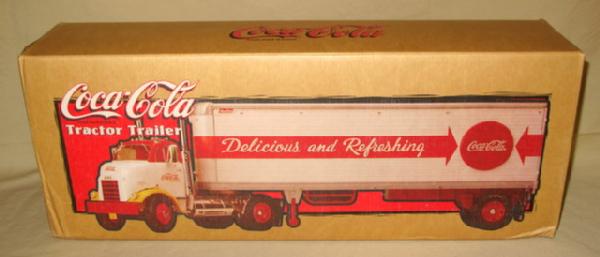 Coca-Cola
Coca-Cola
Tractor Trailer
Delicious and Refreshing
Coca-Cola